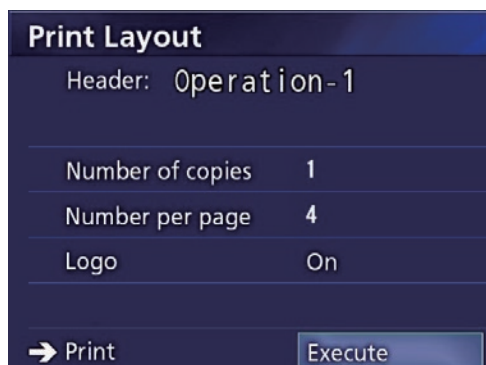 Print Layout
Header: Operation-1
Number of copies 1
Number per page 4
Logo On
➔ Print Execute